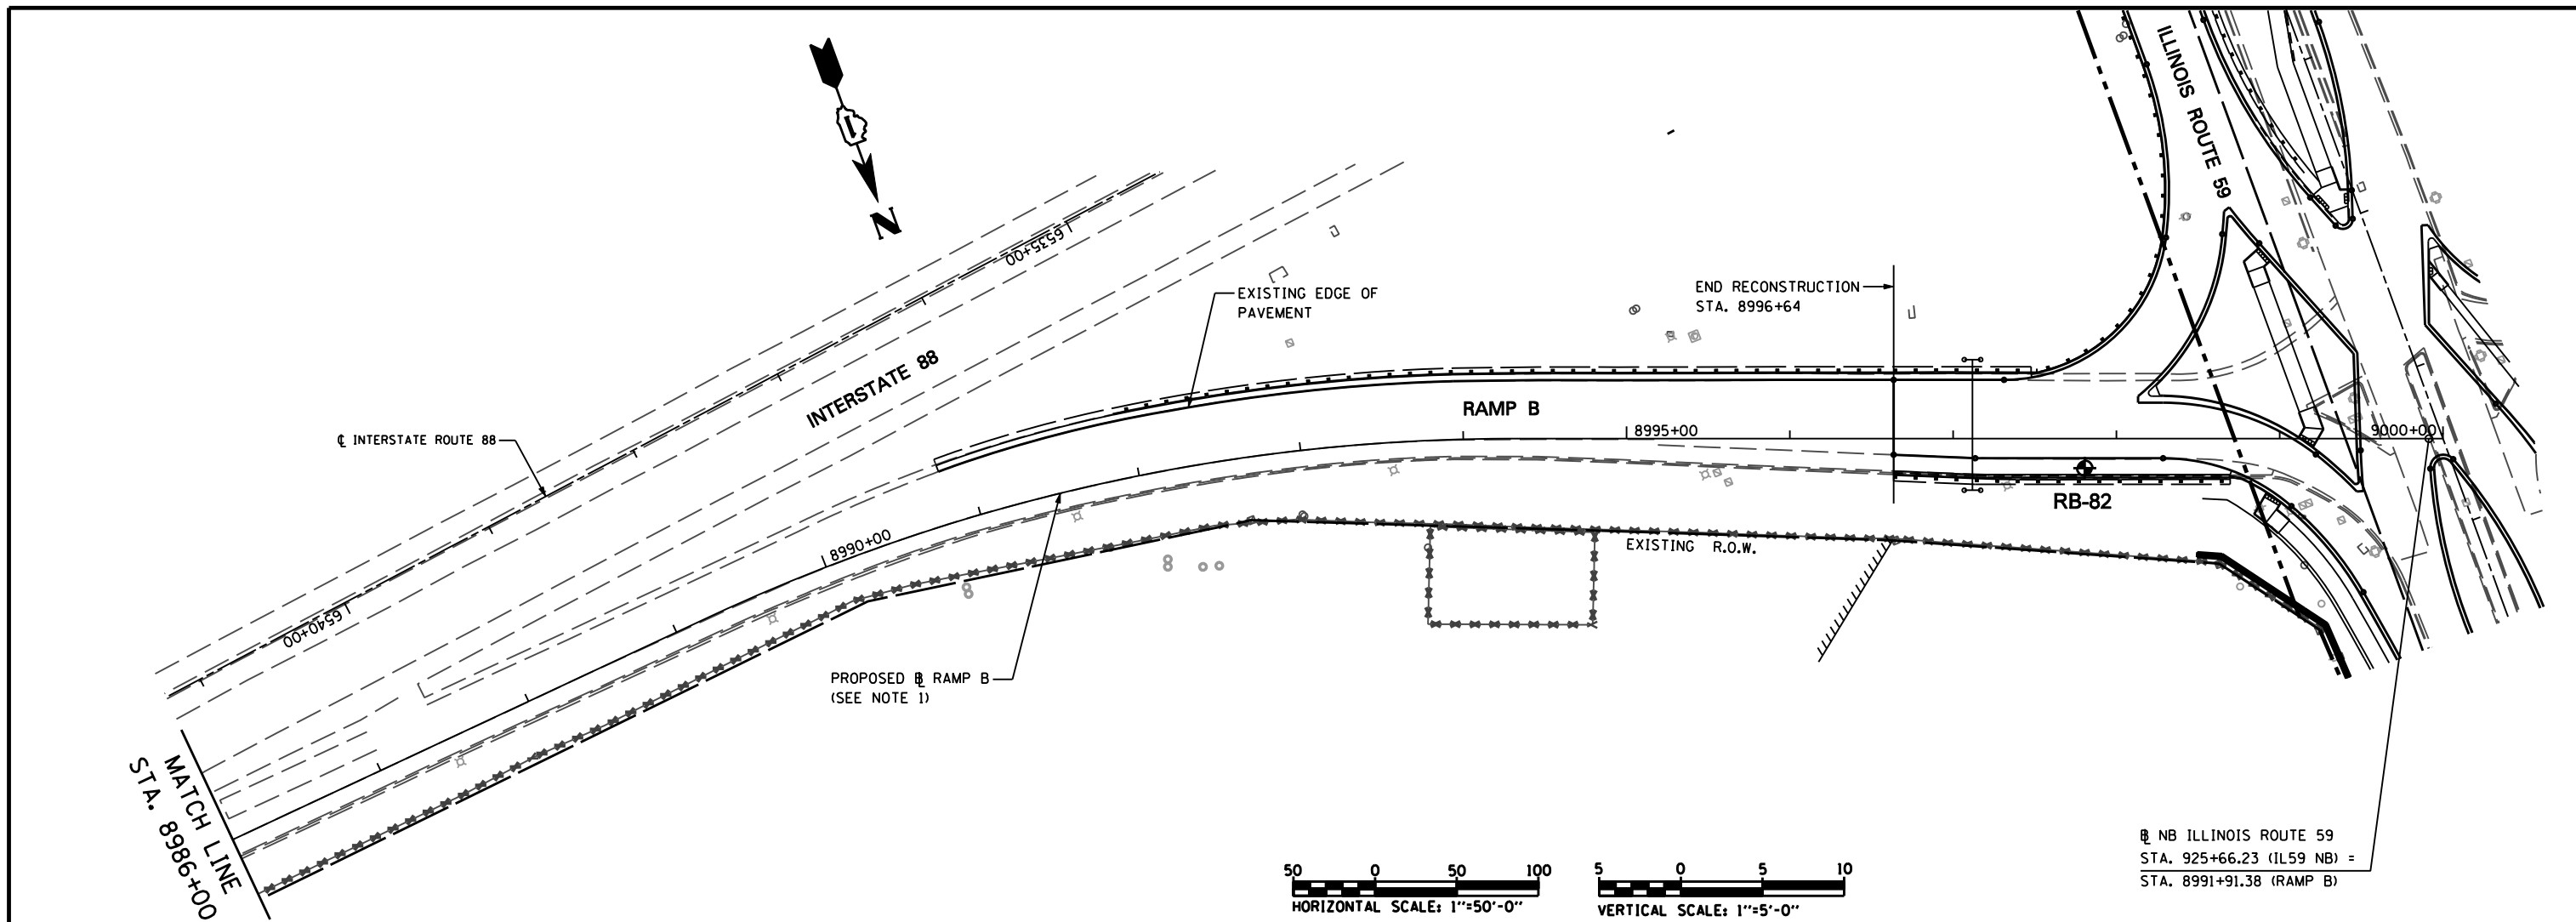 ILLINOIS ROUTE 59
N
6535+00
EXISTING EDGE OF
PAVEMENT
END RECONSTRUCTION
STA. 8996+64
INTERSTATE 88
RAMP B
℄ INTERSTATE ROUTE 88
8995+00
9000+00
RB-82
8990+00
EXISTING R.O.W.
6540+00
PROPOSED ⅊ RAMP B
(SEE NOTE 1)
MATCH LINE
STA. 8986+00
⅊ NB ILLINOIS ROUTE 59
STA. 925+66.23 (IL59 NB) =
STA. 8991+91.38 (RAMP B)
50 0 50 100
HORIZONTAL SCALE: 1"=50'-0"
5 0 5 10
VERTICAL SCALE: 1"=5'-0"